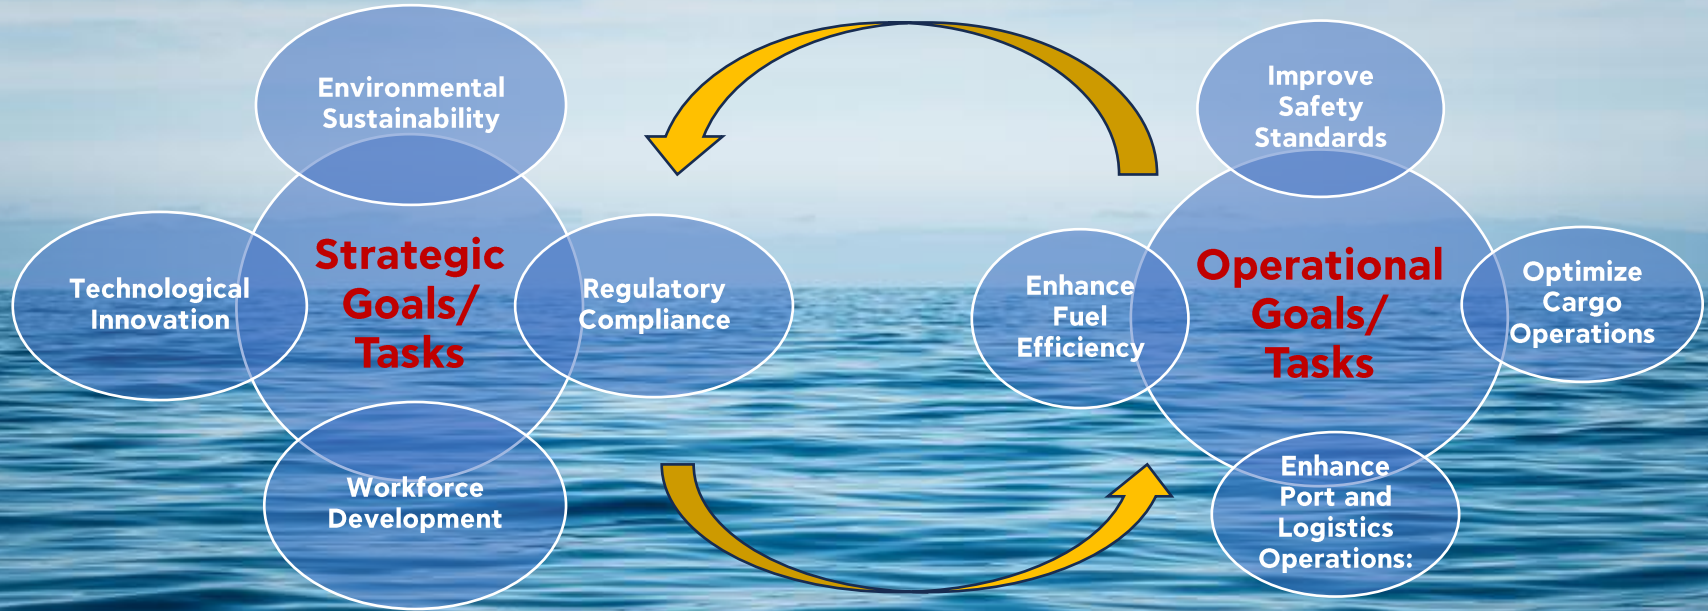 Environmental
Sustainability
Technological
Innovation
Strategic
Goals/
Tasks
Regulatory
Compliance
Workforce
Development
Improve
Safety
Standards
Enhance
Fuel
Efficiency
Operational
Goals/
Tasks
Optimize
Cargo
Operations
Enhance
Port and
Logistics
Operations: